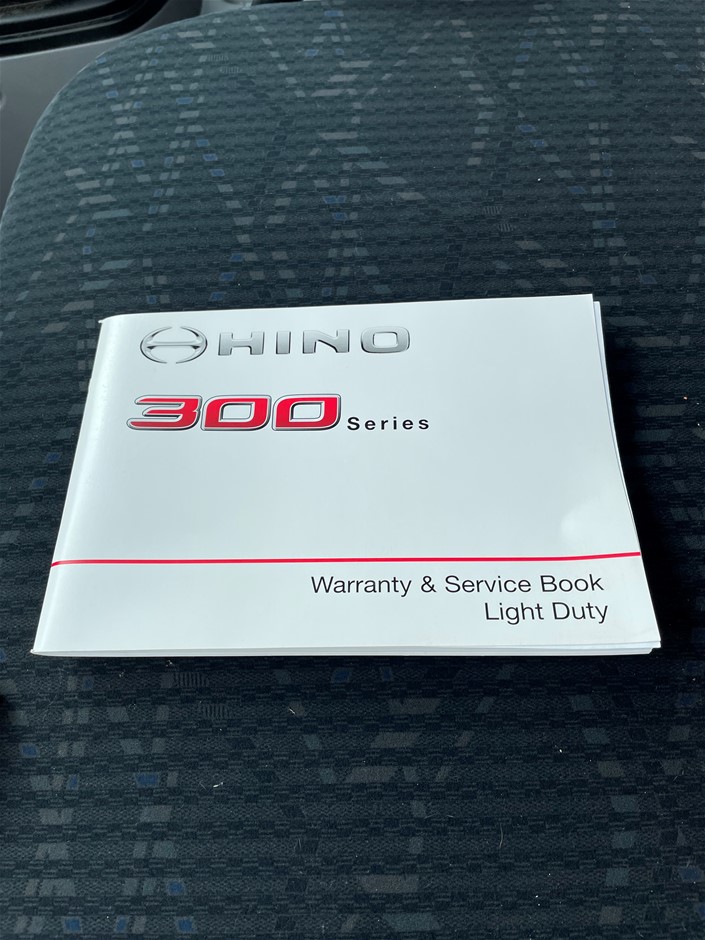 HINO
300 Series
Warranty & Service Book
Light Duty